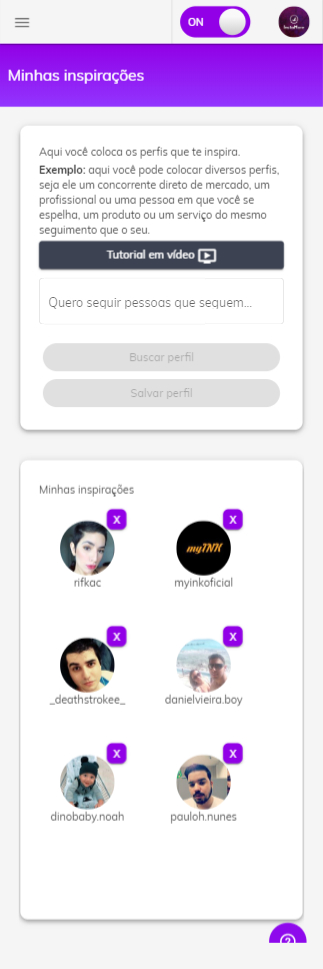 ON
Minhas inspirações
Aqui você coloca os perfis que te inspira.
Exemplo: aqui você pode colocar diversos perfis,
seja ele um concorrente direto de mercado, um
profissional ou uma pessoa em que você se
espelha, um produto ou um serviço do mesmo
seguimento que o seu.
Tutorial em vídeo
Quero seguir pessoas que seguem...
Buscar perfil
Salvar perfil
Minhas inspirações
X X
myINK
rifkac myinkoficial
X X
_deathstrokee_ danielvieira.boy
X X
dinobaby.noah pauloh.nunes
?